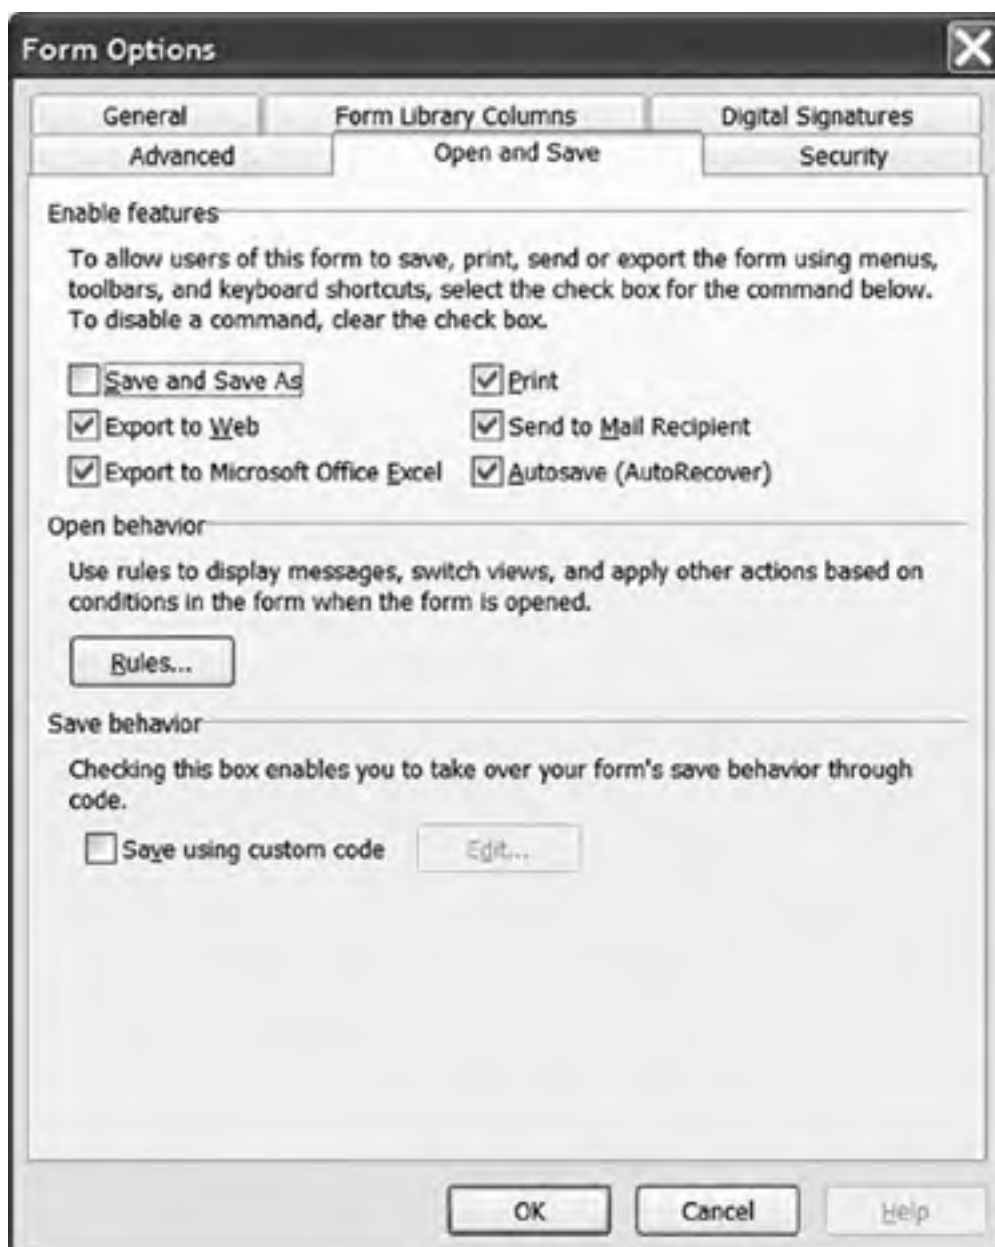 Form Options
General
Form Library Columns
Digital Signatures
Advanced
Open and Save
Security
Enable features
To allow users of this form to save, print, send or export the form using menus,
toolbars, and keyboard shortcuts, select the check box for the command below.
To disable a command, clear the check box.
Save and Save As
Print
Export to Web
Send to Mail Recipient
Export to Microsoft Office Excel
Autosave (AutoRecover)
Open behavior
Use rules to display messages, switch views, and apply other actions based on
conditions in the form when the form is opened.
Rules...
Save behavior
Checking this box enables you to take over your form's save behavior through
code.
Save using custom code
Edit...
OK
Cancel
Help